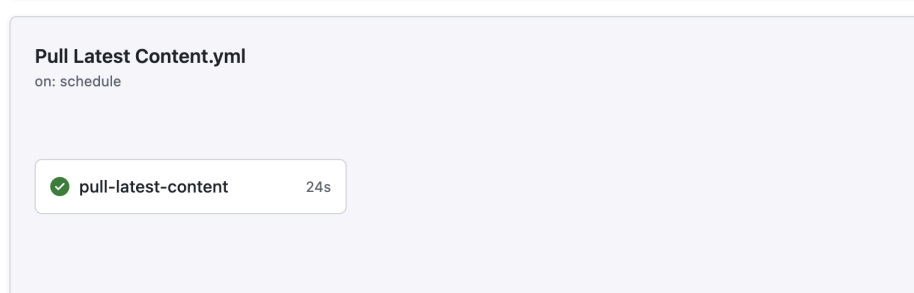 Pull Latest Content.yml
on: schedule
pull-latest-content 24s